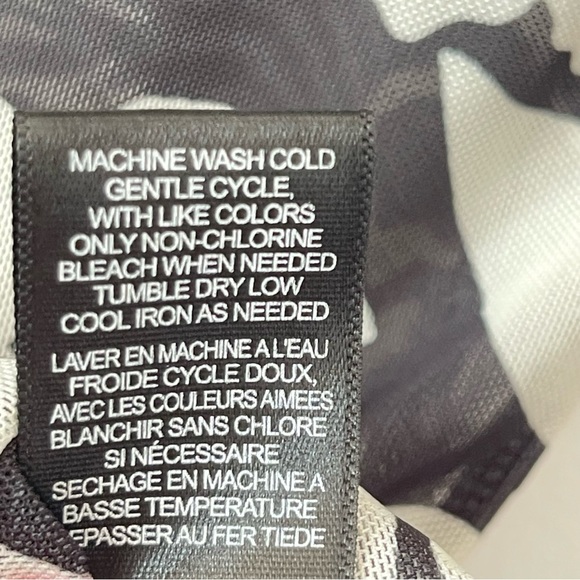 MACHINE WASH COLD
GENTLE CYCLE,
WITH LIKE COLORS
ONLY NON-CHLORINE
BLEACH WHEN NEEDED
TUMBLE DRY LOW
COOL IRON AS NEEDED
LAVER EN MACHINE A L'EAU
FROIDE CYCLE DOUX,
AVEC LES COULEURS AIMEES
BLANCHIR SANS CHLORE
SI NÉCESSAIRE
SECHAGE EN MACHINE A
BASSE TEMPERATURE
EPASSER AU FER TIEDE